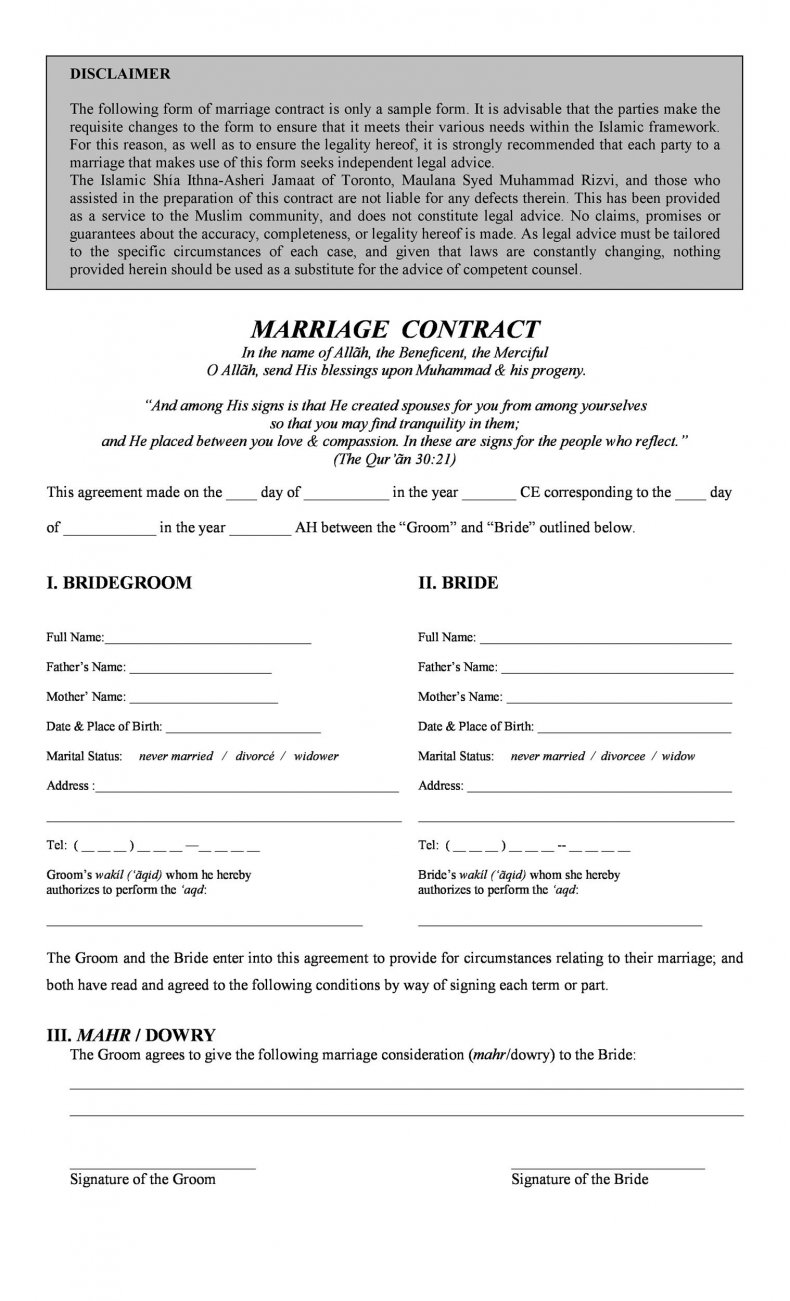 DISCLAIMER
The following form of marriage contract is only a sample form. It is advisable that the parties make the
requisite changes to the form to ensure that it meets their various needs within the Islamic framework.
For this reason, as well as to ensure the legality hereof, it is strongly recommended that each party to a
marriage that makes use of this form seeks independent legal advice.
The Islamic Shía Ithna-Asheri Jamaat of Toronto, Maulana Syed Muhammad Rizvi, and those who
assisted in the preparation of this contract are not liable for any defects therein. This has been provided
as a service to the Muslim community, and does not constitute legal advice. No claims, promises or
guarantees about the accuracy, completeness, or legality hereof is made. As legal advice must be tailored
to the specific circumstances of each case, and given that laws are constantly changing, nothing
provided herein should be used as a substitute for the advice of competent counsel.
MARRIAGE CONTRACT
In the name of Allãh, the Beneficent, the Merciful
O Allãh, send His blessings upon Muhammad & his progeny.
“And among His signs is that He created spouses for you from among yourselves
so that you may find tranquility in them;
and He placed between you love & compassion. In these are signs for the people who reflect.”
(The Qur’ãn 30:21)
This agreement made on the ____ day of ___________ in the year _______ CE corresponding to the ____ day
of ____________ in the year ________ AH between the “Groom” and “Bride” outlined below.
I. BRIDEGROOM
Full Name:________________________________
Father’s Name: ______________________
Mother’ Name: _______________________
Date & Place of Birth: ________________________
Marital Status: never married / divorcé / widower
Address :_______________________________________________
_______________________________________________________
Tel: ( __ __ __ ) __ __ __ —__ __ __ __
Groom’s wakíl (‘ãqid) whom he hereby
authorizes to perform the ‘aqd:
_________________________________________________
II. BRIDE
Full Name: _______________________________________
Father’s Name: ____________________________________
Mother’s Name: ___________________________________
Date & Place of Birth: ______________________________
Marital Status: never married / divorcee / widow
Address: _________________________________________
_________________________________________________
Tel: ( __ __ __ ) __ __ __ -- __ __ __ __
Bride’s wakíl (‘ãqid) whom she hereby
authorizes to perform the ‘aqd:
____________________________________________
The Groom and the Bride enter into this agreement to provide for circumstances relating to their marriage; and
both have read and agreed to the following conditions by way of signing each term or part.
III. MAHR / DOWRY
The Groom agrees to give the following marriage consideration (mahr/dowry) to the Bride:
_______________________________________________________________________________________
_______________________________________________________________________________________
________________________ _________________________
Signature of the Groom Signature of the Bride